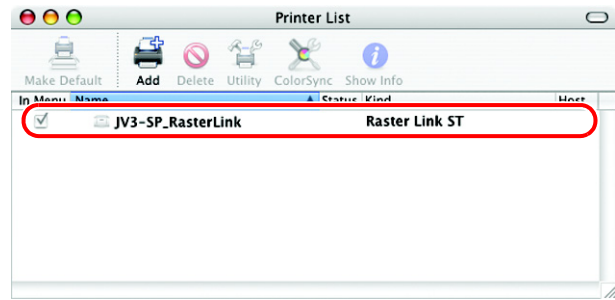 Printer List
Make Default Add Delete Utility ColorSync Show Info
In Menu Name Status Kind Host
JV3-SP_RasterLink Raster Link ST